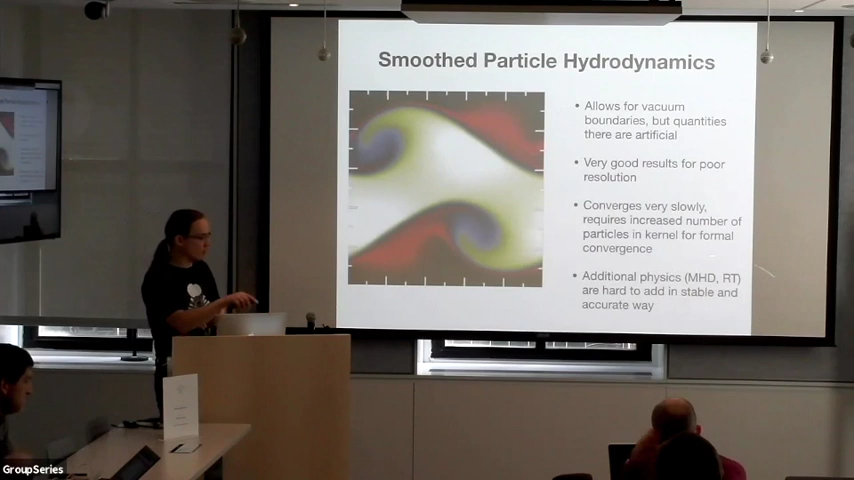 Smoothed Particle Hydrodynamics
• Allows for vacuum
boundaries, but quantities
there are artificial
• Very good results for poor
resolution
• Converges very slowly,
requires increased number of
particles in kernel for formal
convergence
• Additional physics (MHD, RT)
are hard to add in stable and
accurate way
GroupSeries